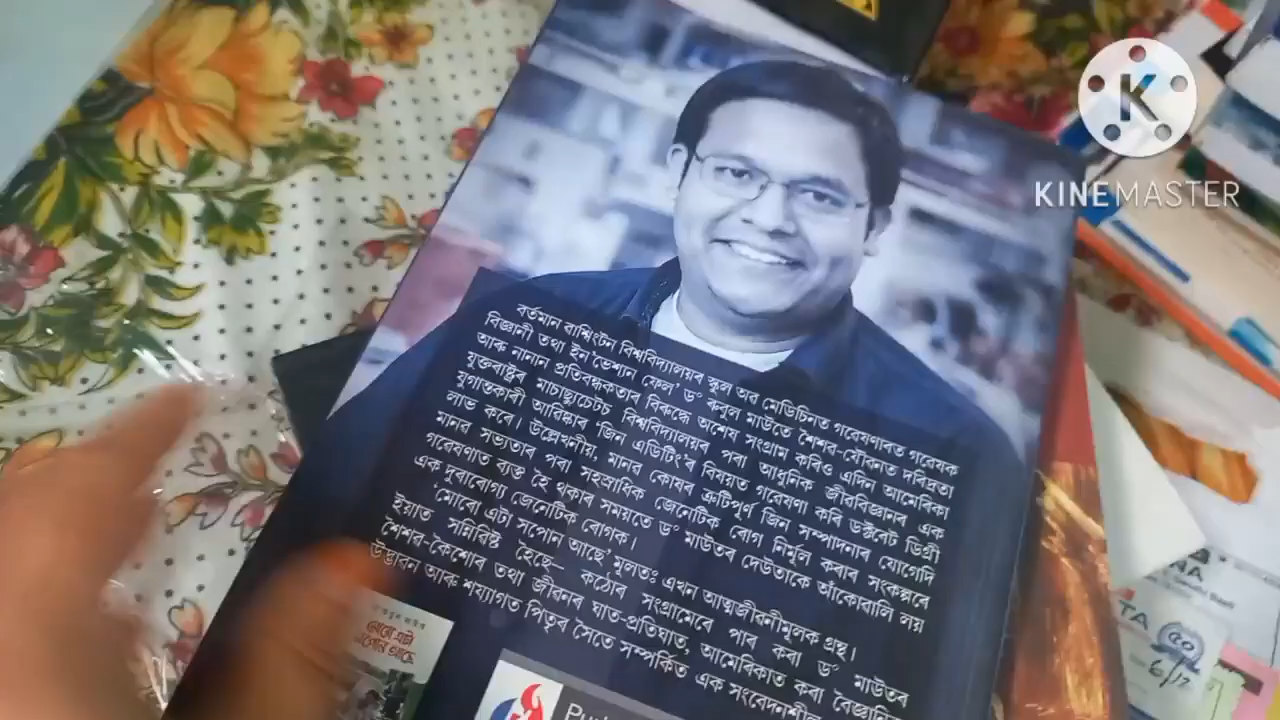 KINEMASTER
বৰ্তমান ৱাশ্বিংটন বিশ্ববিদ্যালয়ৰ স্কুল অৱ মেডিচিনত গৱেষণাৰত গৱেষক
বিজ্ঞানী তথা ইন'ভেশ্যন ফেল' ড° ৰুবুল মাউতে শৈশৱ-যৌৱনত দৰিদ্ৰতা
আৰু নানান প্ৰতিবন্ধকতাৰ বিৰুদ্ধে অশেষ সংগ্ৰাম কৰিও এদিন আমেৰিকা
যুক্তৰাষ্ট্ৰৰ মাচাছুচেটচ বিশ্ববিদ্যালয়ৰ পৰা আধুনিক জীৱবিজ্ঞানৰ এক
যুগান্তকাৰী আৱিষ্কাৰ 'জিন এডিটিং'ৰ বিষয়ত গৱেষণা কৰি ডক্টৰেট ডিগ্ৰী
লাভ কৰে। উল্লেখনীয়, মানৱ কোষৰ ত্ৰুটিপূৰ্ণ জিন সম্পাদনাৰ যোগেদি
মানৱ সভ্যতাৰ পৰা সহস্ৰাধিক জেনেটিক ৰোগ নিৰ্মূল কৰাৰ সংকল্পৰে
গৱেষণাত ব্যস্ত হৈ থকাৰ সময়তে ড° মাউতৰ দেউতাকে আঁকোৱালি লয়
এক দুৰাৰোগ্য জেনেটিক ৰোগক।
'মোৰো এটা সপোন আছে' মূলতঃ এখন আত্মজীৱনীমূলক গ্ৰন্থ।
ইয়াত সন্নিৱিষ্ট হৈছে– কঠোৰ সংগ্ৰামেৰে পাৰ কৰা ড° মাউতৰ
শৈশৱ-কৈশোৰ তথা জীৱনৰ ঘাত-প্ৰতিঘাত, আমেৰিকাত কৰা বৈজ্ঞানিক
উদ্ভাৱন আৰু শয্যাগত পিতৃৰ সৈতে সম্পৰ্কিত এক সংবেদনশীল
মোৰো এটা
সপোন আছে